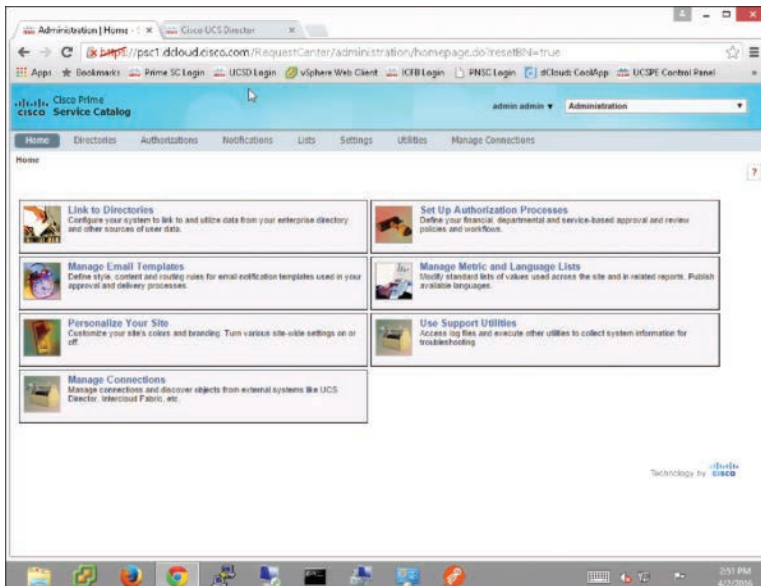 Administration | Home - S
Cisco UCS Director
https://psc1.dcloud.cisco.com/RequestCenter/administration/homepage.do?resetBN=true
Apps Bookmarks Prime SC Login UCSD Login vSphere Web Client ICFB Login PNSC Login dCloud: CoolApp UCSPE Control Panel »
CISCO Cisco Prime
Service Catalog
admin admin Administration
Home Directories Authorizations Notifications Lists Settings Utilities Manage Connections
Home
?
Link to Directories
Configure your system to link to and utilize data from your enterprise directory
and other sources of user data.
Set Up Authorization Processes
Define your financial, departmental and service-based approval and review
policies and workflows.
Manage Email Templates
Define style, content and routing rules for email notification templates used in your
approval and delivery processes.
Manage Metric and Language Lists
Modify standard lists of values used across the site and in related reports. Publish
available languages.
Personalize Your Site
Customize your site's colors and branding. Turn various site-wide settings on or
off.
Use Support Utilities
Access log files and execute other utilities to collect system information for
troubleshooting.
Manage Connections
Manage connections and discover objects from external systems like UCS
Director, Intercloud Fabric, etc.
Technology by CISCO
2:51 PM
4/2/2016